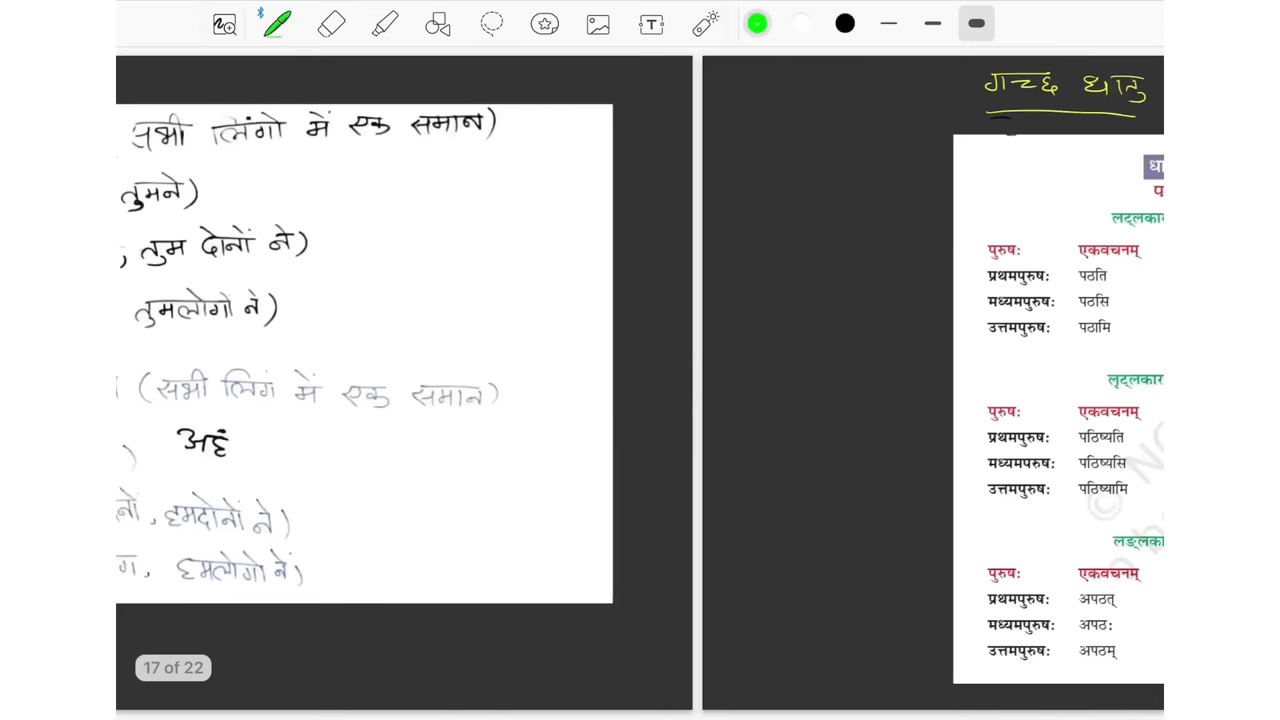 सभी लिंगो में एक समान)
तुमने)
, तुम दोनों ने)
तुमलोगो ने)
(सभी लिगं में एक समान)
)
अहं
नों, हमदोनों ने)
ग, हमलोगो नें)
17 of 22
गच्छ धातु
धा
प
लट्लकार
पुरुषः एकवचनम्
प्रथमपुरुषः पठति
मध्यमपुरुषः पठसि
उत्तमपुरुषः पठामि
लृट्लकार
पुरुषः एकवचनम्
प्रथमपुरुषः पठिष्यति
मध्यमपरुषः पठिष्यसि
उत्तमपुरुषः पठिष्यामि
लङ्लका
पुरुषः एकवचनम्
प्रथमपुरुषः अपठत्
मध्यमपुरुषः अपठः
उत्तमपुरुषः अपठम्